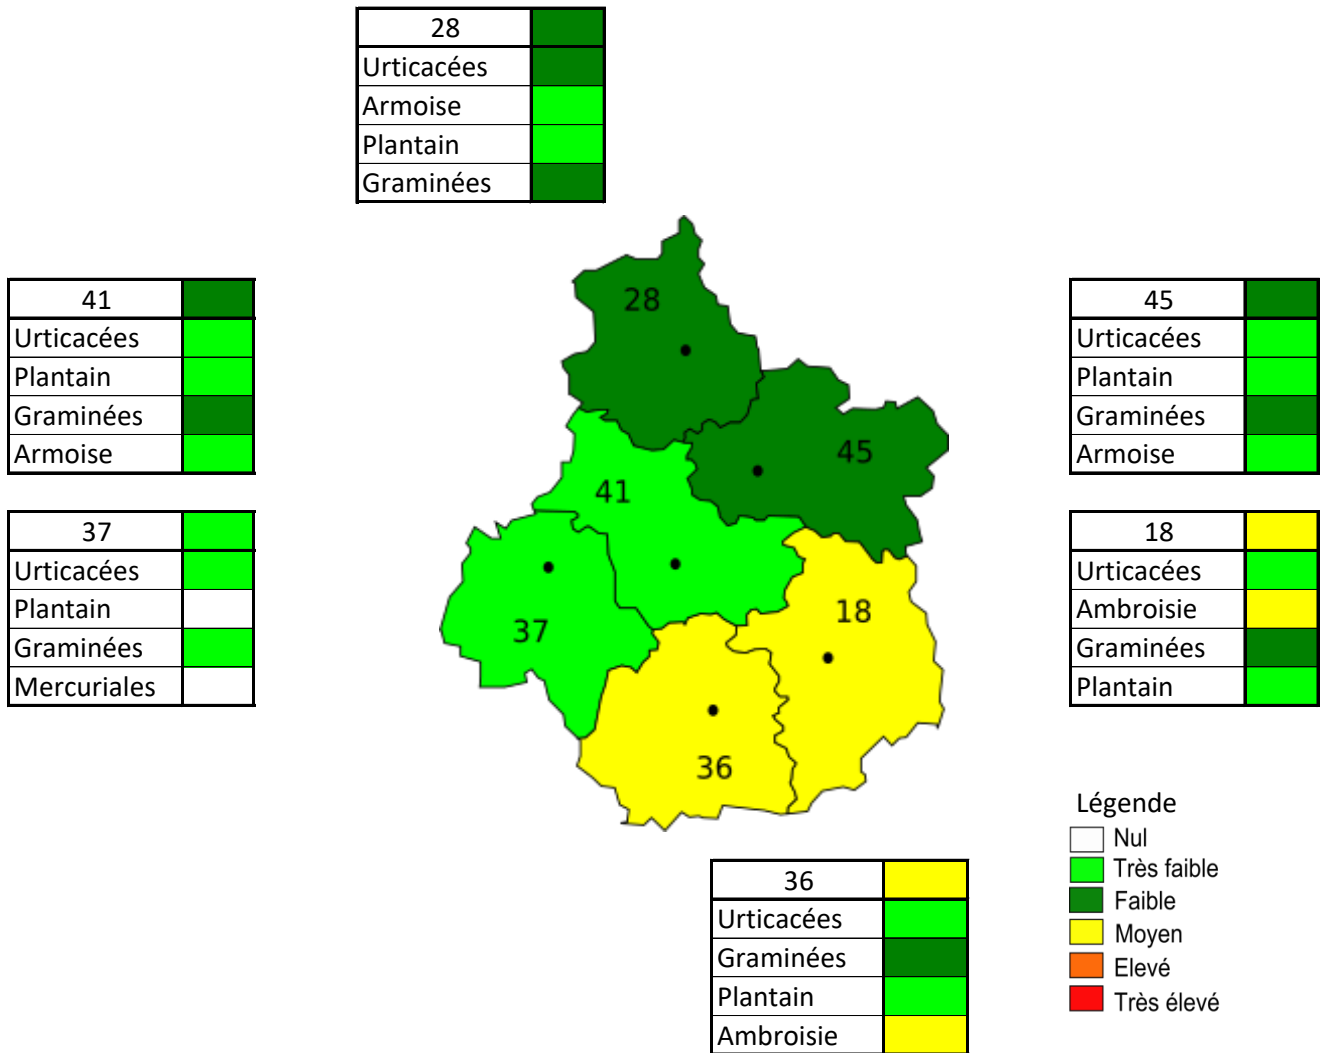 28
Urticacées
Armoise
Plantain
Graminées
41
Urticacées
Plantain
Graminées
Armoise
37
Urticacées
Plantain
Graminées
Mercuriales
28
45
41
37
18
36
45
Urticacées
Plantain
Graminées
Armoise
18
Urticacées
Ambroisie
Graminées
Plantain
36
Urticacées
Graminées
Plantain
Ambroisie
Légende
Nul
Très faible
Faible
Moyen
Elevé
Très élevé